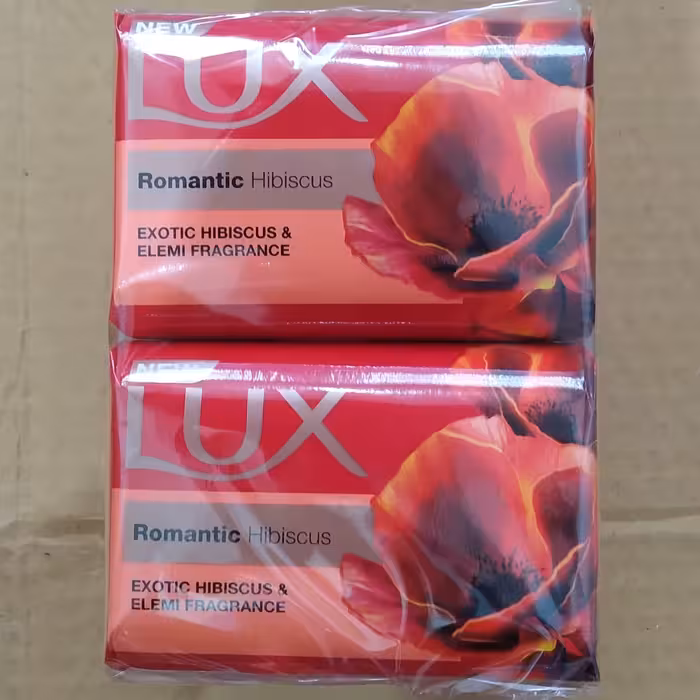 NEW
LUX
Romantic Hibiscus
EXOTIC HIBISCUS &
ELEMI FRAGRANCE
NEW
LUX
Romantic Hibiscus
EXOTIC HIBISCUS &
ELEMI FRAGRANCE